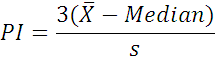 PI = 3(X̄ − Median) / s